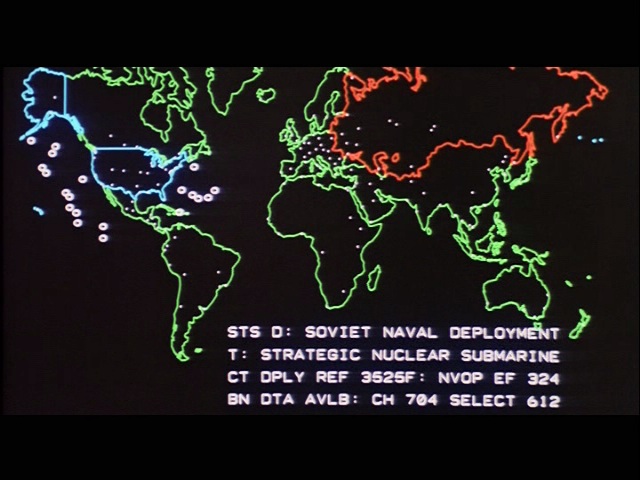 STS D: SOVIET NAVAL DEPLOYMENT
T: STRATEGIC NUCLEAR SUBMARINE
CT DPLY REF 3525F: NVOP EF 324
BN DTA AVLB: CH 704 SELECT 612